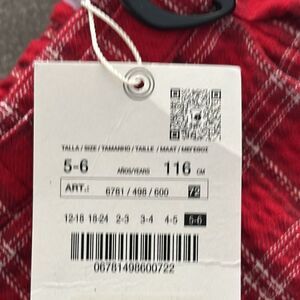 TALLA / SIZE / TAMANHO / TAILLE / MAAT / ΜΕΓΕΘΟΣ
5-6 AÑOS/YEARS 116 CM
ART.: 6781 / 498 / 600 72
12-18 18-24 2-3 3-4 4-5 5-6
06781498600722